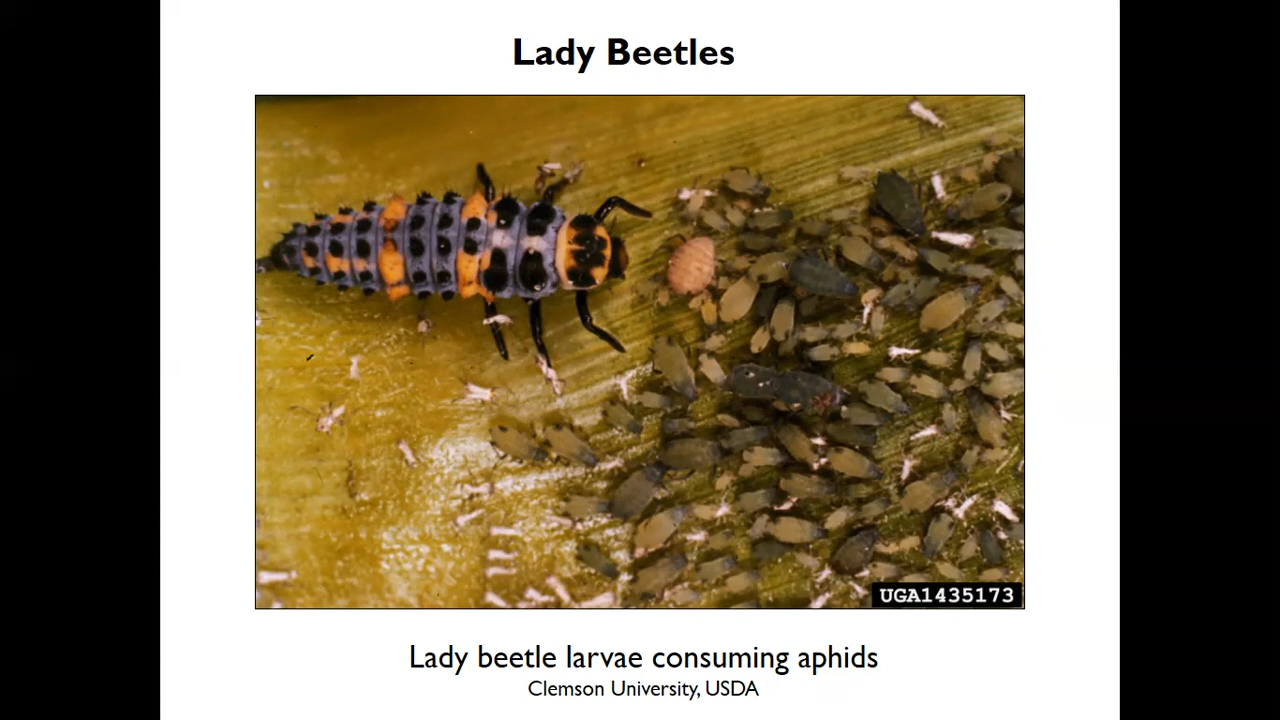 Lady Beetles
UGA1435173
Lady beetle larvae consuming aphids
Clemson University, USDA